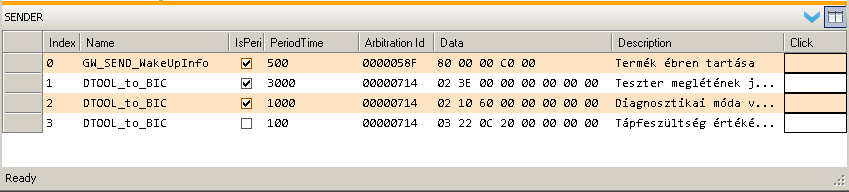 SENDER
Index Name IsPeri PeriodTime Arbitration Id Data Description Click
0 GW_SEND_WakeUpInfo 500 0000058F 80 00 00 C0 00 Termék ébren tartása
1 DTOOL_to_BIC 3000 00000714 02 3E 00 00 00 00 00 00 Teszter meglétének j...
2 DTOOL_to_BIC 1000 00000714 02 10 60 00 00 00 00 00 Diagnosztikai móda v...
3 DTOOL_to_BIC 100 00000714 03 22 0C 20 00 00 00 00 Tápfeszültség értéké...
Ready